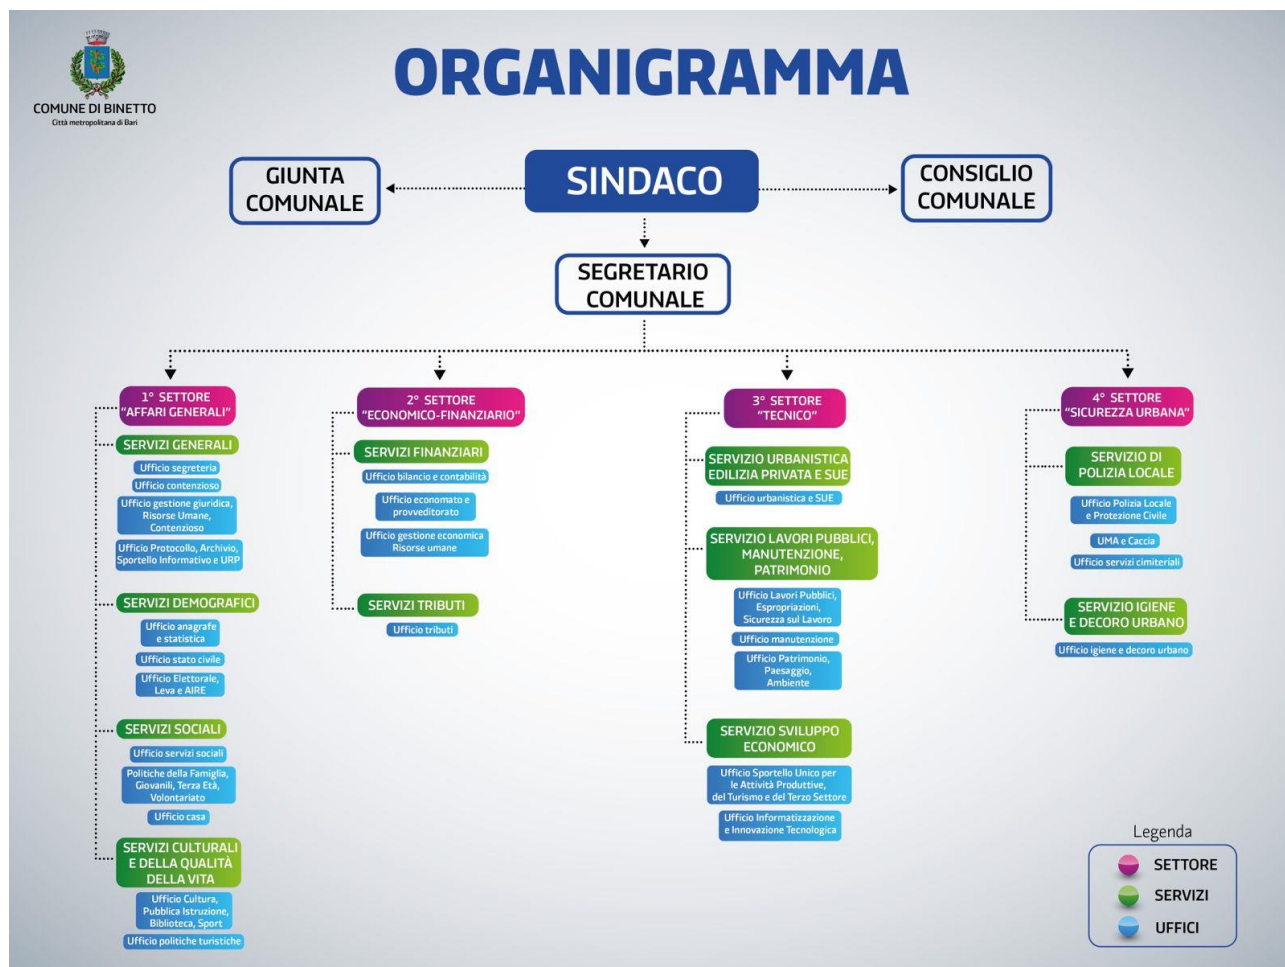 COMUNE DI BINETTO
Città metropolitana di Bari
ORGANIGRAMMA
GIUNTA
COMUNALE
SINDACO
CONSIGLIO
COMUNALE
SEGRETARIO
COMUNALE
1° SETTORE
"AFFARI GENERALI"
SERVIZI GENERALI
Ufficio segreteria
Ufficio contenzioso
Ufficio gestione giuridica,
Risorse Umane,
Contenzioso
Ufficio Protocollo, Archivio,
Sportello Informativo e URP
SERVIZI DEMOGRAFICI
Ufficio anagrafe
e statistica
Ufficio stato civile
Ufficio Elettorale,
Leva e AIRE
SERVIZI SOCIALI
Ufficio servizi sociali
Politiche della Famiglia,
Giovanili, Terza Età,
Volontariato
Ufficio casa
SERVIZI CULTURALI
E DELLA QUALITÀ
DELLA VITA
Ufficio Cultura,
Pubblica Istruzione,
Biblioteca, Sport
Ufficio politiche turistiche
2° SETTORE
"ECONOMICO-FINANZIARIO"
SERVIZI FINANZIARI
Ufficio bilancio e contabilità
Ufficio economato e
provveditorato
Ufficio gestione economica
Risorse umane
SERVIZI TRIBUTI
Ufficio tributi
3° SETTORE
"TECNICO"
SERVIZIO URBANISTICA
EDILIZIA PRIVATA E SUE
Ufficio urbanistica e SUE
SERVIZIO LAVORI PUBBLICI,
MANUTENZIONE,
PATRIMONIO
Ufficio Lavori Pubblici,
Espropriazioni,
Sicurezza sul Lavoro
Ufficio manutenzione
Ufficio Patrimonio,
Paesaggio,
Ambiente
SERVIZIO SVILUPPO
ECONOMICO
Ufficio Sportello Unico per
le Attività Produttive,
del Turismo e del Terzo Settore
Ufficio Informatizzazione
e Innovazione Tecnologica
4° SETTORE
"SICUREZZA URBANA"
SERVIZIO DI
POLIZIA LOCALE
Ufficio Polizia Locale
e Protezione Civile
UMA e Caccia
Ufficio servizi cimiteriali
SERVIZIO IGIENE
E DECORO URBANO
Ufficio igiene e decoro urbano
Legenda
SETTORE
SERVIZI
UFFICI